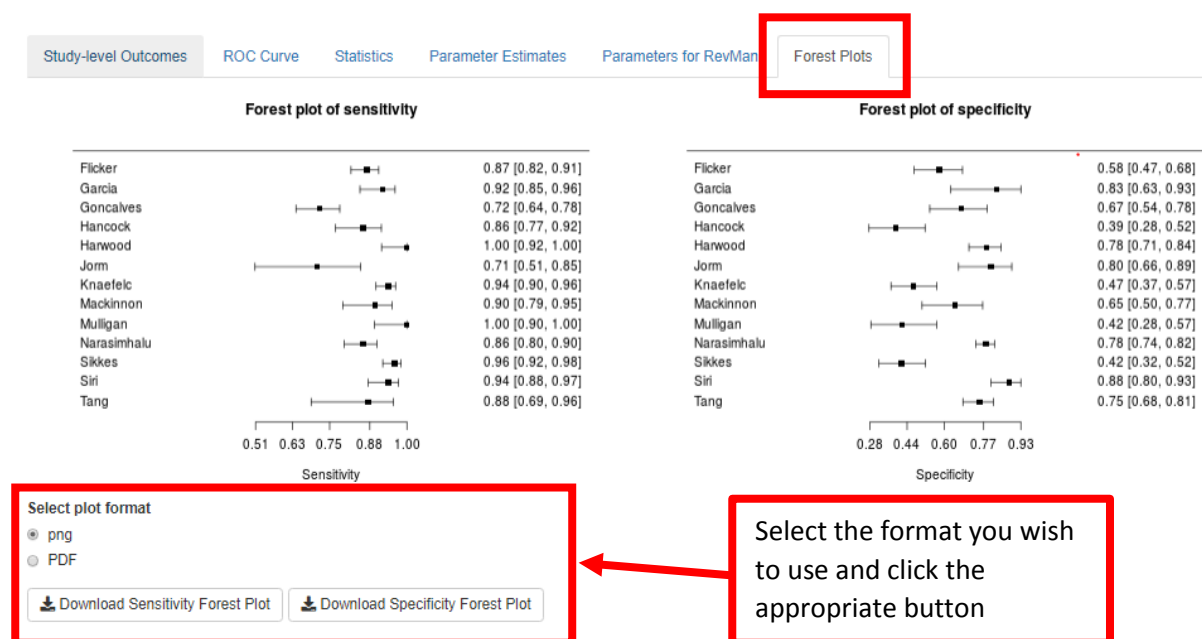 Study-level Outcomes ROC Curve Statistics Parameter Estimates Parameters for RevMan Forest Plots
Forest plot of sensitivity
Flicker 0.87 [0.82, 0.91]
Garcia 0.92 [0.85, 0.96]
Goncalves 0.72 [0.64, 0.78]
Hancock 0.86 [0.77, 0.92]
Harwood 1.00 [0.92, 1.00]
Jorm 0.71 [0.51, 0.85]
Knaefelc 0.94 [0.90, 0.96]
Mackinnon 0.90 [0.79, 0.95]
Mulligan 1.00 [0.90, 1.00]
Narasimhalu 0.86 [0.80, 0.90]
Sikkes 0.96 [0.92, 0.98]
Siri 0.94 [0.88, 0.97]
Tang 0.88 [0.69, 0.96]
0.51 0.63 0.75 0.88 1.00
Sensitivity
Forest plot of specificity
Flicker 0.58 [0.47, 0.68]
Garcia 0.83 [0.63, 0.93]
Goncalves 0.67 [0.54, 0.78]
Hancock 0.39 [0.28, 0.52]
Harwood 0.78 [0.71, 0.84]
Jorm 0.80 [0.66, 0.89]
Knaefelc 0.47 [0.37, 0.57]
Mackinnon 0.65 [0.50, 0.77]
Mulligan 0.42 [0.28, 0.57]
Narasimhalu 0.78 [0.74, 0.82]
Sikkes 0.42 [0.32, 0.52]
Siri 0.88 [0.80, 0.93]
Tang 0.75 [0.68, 0.81]
0.28 0.44 0.60 0.77 0.93
Specificity
Select plot format
png
PDF
Download Sensitivity Forest Plot Download Specificity Forest Plot
Select the format you wish
to use and click the
appropriate button